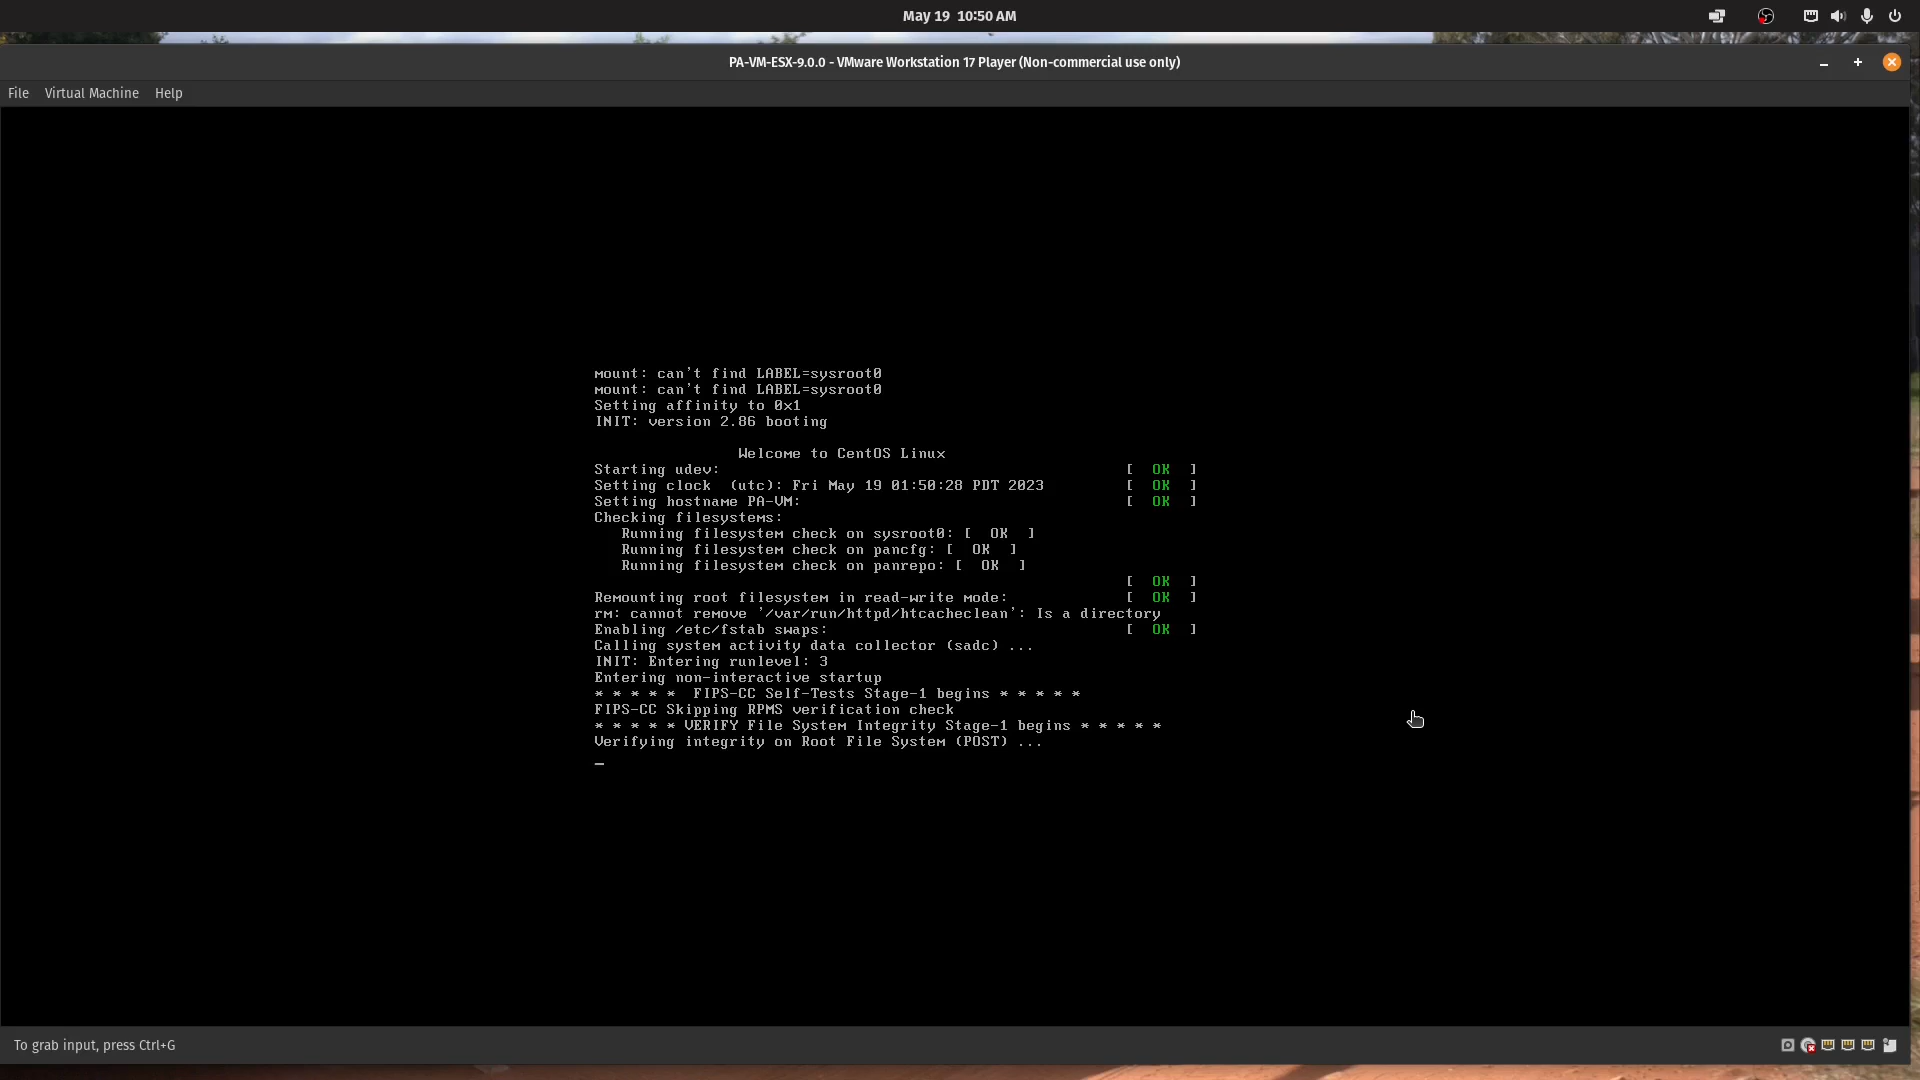 May 19 10:50 AM
PA-VM-ESX-9.0.0 - VMware Workstation 17 Player (Non-commercial use only)
File Virtual Machine Help
mount: can't find LABEL=sysroot0
mount: can't find LABEL=sysroot0
Setting affinity to 0x1
INIT: version 2.86 booting
Welcome to CentOS Linux
Starting udev: [ OK ]
Setting clock (utc): Fri May 19 01:50:28 PDT 2023 [ OK ]
Setting hostname PA-VM: [ OK ]
Checking filesystems:
Running filesystem check on sysroot0: [ OK ]
Running filesystem check on pancfg: [ OK ]
Running filesystem check on panrepo: [ OK ]
[ OK ]
Remounting root filesystem in read-write mode: [ OK ]
rm: cannot remove '/var/run/httpd/htcacheclean': Is a directory
Enabling /etc/fstab swaps: [ OK ]
Calling system activity data collector (sadc) ...
INIT: Entering runlevel: 3
Entering non-interactive startup
* * * * * FIPS-CC Self-Tests Stage-1 begins * * * * *
FIPS-CC Skipping RPMS verification check
* * * * * VERIFY File System Integrity Stage-1 begins * * * * *
Verifying integrity on Root File System (POST) ...
_
To grab input, press Ctrl+G